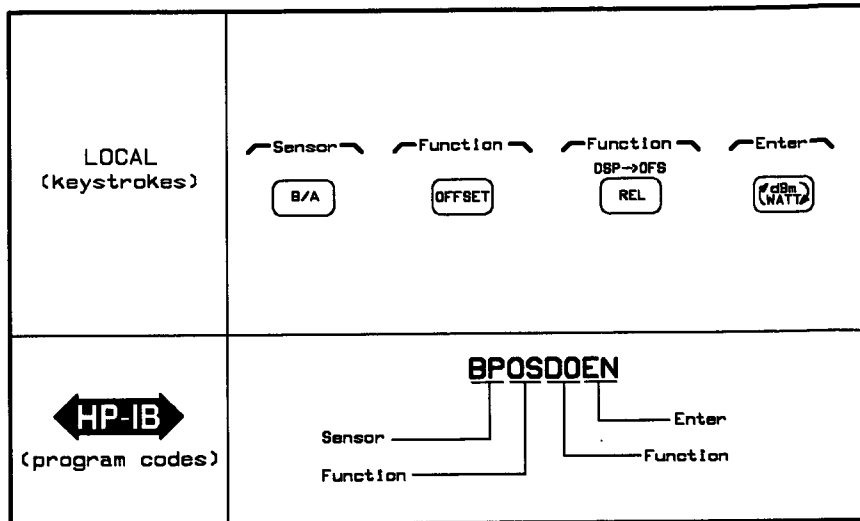 LOCAL
(keystrokes)
Sensor Function Function Enter
DSP→OFS
B/A OFFSET REL dBm
WATT
HP-IB
(program codes)
BPOSDOEN
Enter
Sensor
Function
Function